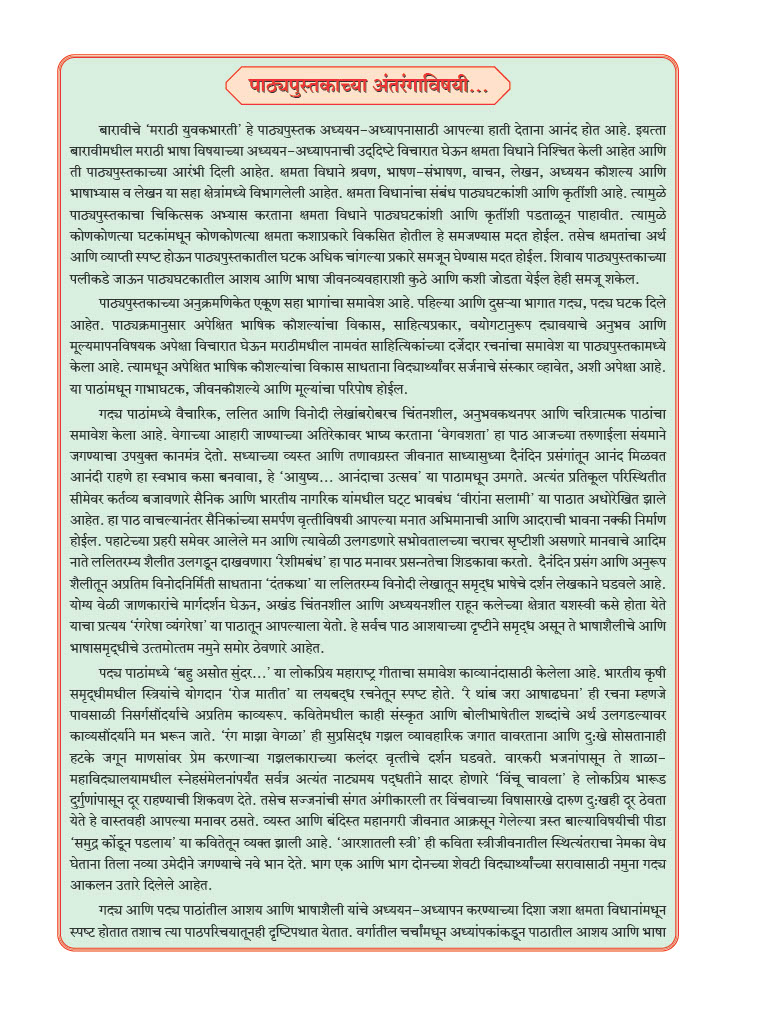 पाठ्यपुस्तकाच्या अंतरंगाविषयी...
बारावीचे ‘मराठी युवकभारती’ हे पाठ्यपुस्तक अध्ययन-अध्यापनासाठी आपल्या हाती देताना आनंद होत आहे. इयत्ता
बारावीमधील मराठी भाषा विषयाच्या अध्ययन-अध्यापनाची उद्‌दिष्टे विचारात घेऊन क्षमता विधाने निश्चित केली आहेत आणि
ती पाठ्यपुस्तकाच्या आरंभी दिली आहेत. क्षमता विधाने श्रवण, भाषण-संभाषण, वाचन, लेखन, अध्ययन कौशल्य आणि
भाषाभ्यास व लेखन या सहा क्षेत्रांमध्ये विभागलेली आहेत. क्षमता विधानांचा संबंध पाठ्यघटकांशी आणि कृतींशी आहे. त्यामुळे
पाठ्यपुस्तकाचा चिकित्सक अभ्यास करताना क्षमता विधाने पाठ्यघटकांशी आणि कृतींशी पडताळून पाहावीत. त्यामुळे
कोणकोणत्या घटकांमधून कोणकोणत्या क्षमता कशाप्रकारे विकसित होतील हे समजण्यास मदत होईल. तसेच क्षमतांचा अर्थ
आणि व्याप्ती स्पष्ट होऊन पाठ्यपुस्तकातील घटक अधिक चांगल्या प्रकारे समजून घेण्यास मदत होईल. शिवाय पाठ्यपुस्तकाच्या
पलीकडे जाऊन पाठ्यघटकातील आशय आणि भाषा जीवनव्यवहाराशी कुठे आणि कशी जोडता येईल हेही समजू शकेल.
पाठ्यपुस्तकाच्या अनुक्रमणिकेत एकूण सहा भागांचा समावेश आहे. पहिल्या आणि दुसऱ्या भागात गद्य, पद्य घटक दिले
आहेत. पाठ्यक्रमानुसार अपेक्षित भाषिक कौशल्यांचा विकास, साहित्यप्रकार, वयोगटानुरूप द्यावयाचे अनुभव आणि
मूल्यमापनविषयक अपेक्षा विचारात घेऊन मराठीमधील नामवंत साहित्यिकांच्या दर्जेदार रचनांचा समावेश या पाठ्यपुस्तकामध्ये
केला आहे. त्यामधून अपेक्षित भाषिक कौशल्यांचा विकास साधताना विद्यार्थ्यांवर सर्जनाचे संस्कार व्हावेत, अशी अपेक्षा आहे.
या पाठांमधून गाभाघटक, जीवनकौशल्ये आणि मूल्यांचा परिपोष होईल.
गद्य पाठांमध्ये वैचारिक, ललित आणि विनोदी लेखांबरोबरच चिंतनशील, अनुभवकथनपर आणि चरित्रात्मक पाठांचा
समावेश केला आहे. वेगाच्या आहारी जाण्याच्या अतिरेकावर भाष्य करताना ‘वेगवशता’ हा पाठ आजच्या तरुणाईला संयमाने
जगण्याचा उपयुक्त कानमंत्र देतो. सध्याच्या व्यस्त आणि तणावग्रस्त जीवनात साध्यासुध्या दैनंदिन प्रसंगांतून आनंद मिळवत
आनंदी राहणे हा स्वभाव कसा बनवावा, हे ‘आयुष्य... आनंदाचा उत्सव’ या पाठामधून उमगते. अत्यंत प्रतिकूल परिस्थितीत
सीमेवर कर्तव्य बजावणारे सैनिक आणि भारतीय नागरिक यांमधील घट्‌ट भावबंध ‘वीरांना सलामी’ या पाठात अधोरेखित झाले
आहेत. हा पाठ वाचल्यानंतर सैनिकांच्या समर्पण वृत्तीविषयी आपल्या मनात अभिमानाची आणि आदराची भावना नक्की निर्माण
होईल. पहाटेच्या प्रहरी समेवर आलेले मन आणि त्यावेळी उलगडणारे सभोवतालच्या चराचर सृष्टीशी असणारे मानवाचे आदिम
नाते ललितरम्य शैलीत उलगडून दाखवणारा ‘रेशीमबंध’ हा पाठ मनावर प्रसन्नतेचा शिडकावा करतो. दैनंदिन प्रसंग आणि अनुरूप
शैलीतून अप्रतिम विनोदनिर्मिती साधताना ‘दंतकथा’ या ललितरम्य विनोदी लेखातून समृद्ध भाषेचे दर्शन लेखकाने घडवले आहे.
योग्य वेळी जाणकारांचे मार्गदर्शन घेऊन, अखंड चिंतनशील आणि अध्ययनशील राहून कलेच्या क्षेत्रात यशस्वी कसे होता येते
याचा प्रत्यय ‘रंगरेषा व्यंगरेषा’ या पाठातून आपल्याला येतो. हे सर्वच पाठ आशयाच्या दृष्टीने समृद्ध असून ते भाषाशैलीचे आणि
भाषासमृद्धीचे उत्तमोत्तम नमुने समोर ठेवणारे आहेत.
पद्य पाठांमध्ये ‘बहु असोत सुंदर...’ या लोकप्रिय महाराष्ट्र गीताचा समावेश काव्यानंदासाठी केलेला आहे. भारतीय कृषी
समृद्धीमधील स्त्रियांचे योगदान ‘रोज मातीत’ या लयबद्ध रचनेतून स्पष्ट होते. ‘रे थांब जरा आषाढघना’ ही रचना म्हणजे
पावसाळी निसर्गसौंदर्याचे अप्रतिम काव्यरूप. कवितेमधील काही संस्कृत आणि बोलीभाषेतील शब्दांचे अर्थ उलगडल्यावर
काव्यसौंदर्याने मन भरून जाते. ‘रंग माझा वेगळा’ ही सुप्रसिद्ध गझल व्यावहारिक जगात वावरताना आणि दुःखे सोसतानाही
हटके जगून माणसांवर प्रेम करणाऱ्या गझलकाराच्या कलंदर वृत्तीचे दर्शन घडवते. वारकरी भजनांपासून ते शाळा-
महाविद्यालयामधील स्नेहसंमेलनांपर्यंत सर्वत्र अत्यंत नाट्यमय पद्धतीने सादर होणारे ‘विंचू चावला’ हे लोकप्रिय भारूड
दुर्गुणांपासून दूर राहण्याची शिकवण देते. तसेच सज्जनांची संगत अंगीकारली तर विंचवाच्या विषासारखे दारुण दुःखही दूर ठेवता
येते हे वास्तवही आपल्या मनावर ठसते. व्यस्त आणि बंदिस्त महानगरी जीवनात आक्रसून गेलेल्या त्रस्त बाल्याविषयीची पीडा
‘समुद्र कोंडून पडलाय’ या कवितेतून व्यक्त झाली आहे. ‘आरशातली स्त्री’ ही कविता स्त्रीजीवनातील स्थित्यंतराचा नेमका वेध
घेताना तिला नव्या उमेदीने जगण्याचे नवे भान देते. भाग एक आणि भाग दोनच्या शेवटी विद्यार्थ्यांच्या सरावासाठी नमुना गद्य
आकलन उतारे दिलेले आहेत.
गद्य आणि पद्य पाठांतील आशय आणि भाषाशैली यांचे अध्ययन-अध्यापन करण्याच्या दिशा जशा क्षमता विधानांमधून
स्पष्ट होतात तशाच त्या पाठपरिचयातूनही दृष्टिपथात येतात. वर्गातील चर्चांमधून अध्यापकांकडून पाठातील आशय आणि भाषा